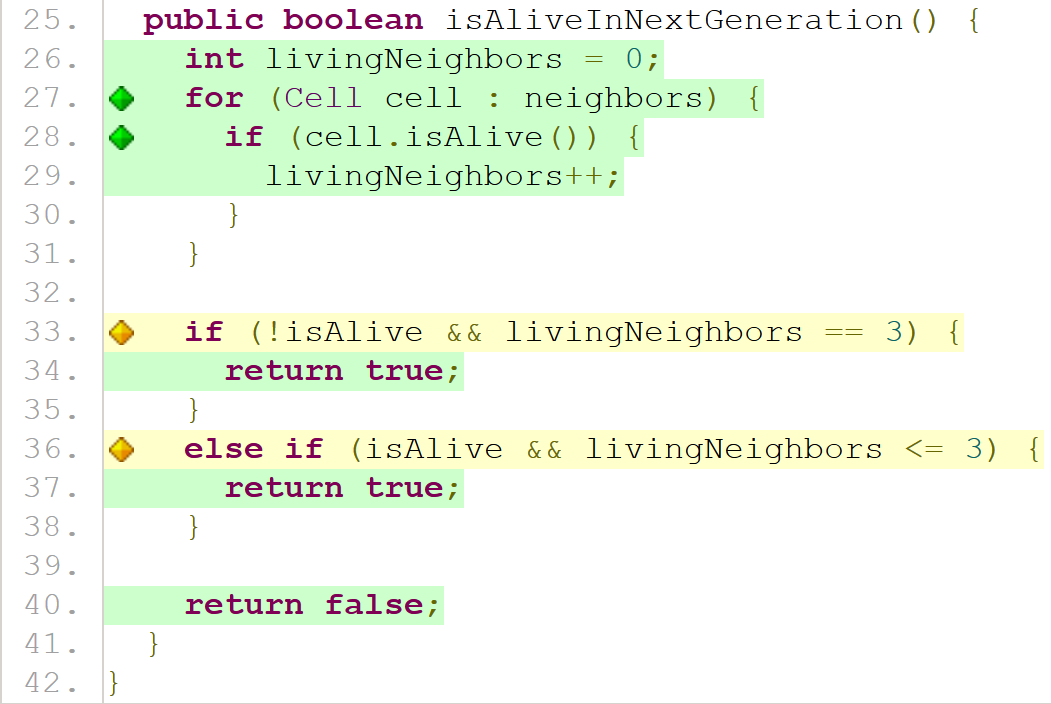 25. public boolean isAliveInNextGeneration() {
26. int livingNeighbors = 0;
27. for (Cell cell : neighbors) {
28. if (cell.isAlive()) {
29. livingNeighbors++;
30. }
31. }
32.
33. if (!isAlive && livingNeighbors == 3) {
34. return true;
35. }
36. else if (isAlive && livingNeighbors <= 3) {
37. return true;
38. }
39.
40. return false;
41. }
42. }